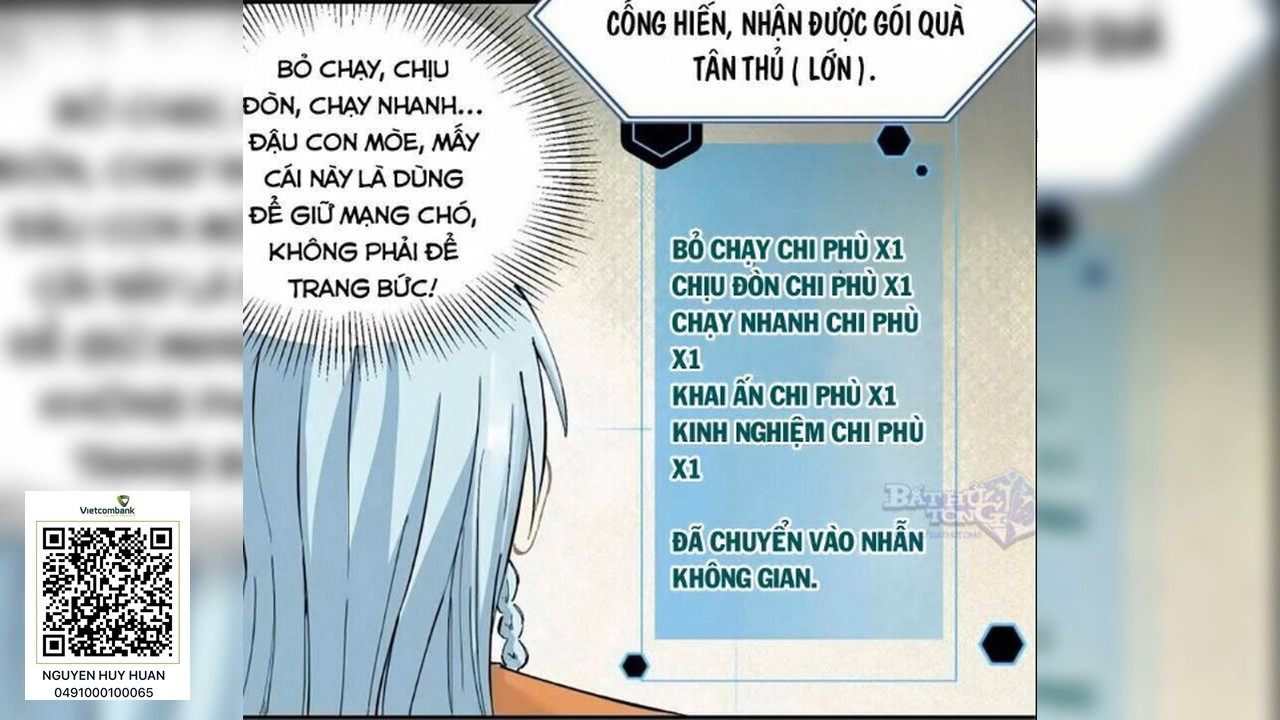 CỐNG HIẾN, NHẬN ĐƯỢC GÓI QUÀ
TÂN THỦ ( LỚN ).
BỎ CHẠY, CHỊU
ĐÒN, CHẠY NHANH...
ĐẬU CON MÒE, MẤY
CÁI NÀY LÀ DÙNG
ĐỂ GIỮ MẠNG CHÓ,
KHÔNG PHẢI ĐỂ
TRANG BỨC!
BỎ CHẠY CHI PHÙ X1
CHỊU ĐÒN CHI PHÙ X1
CHẠY NHANH CHI PHÙ
X1
KHAI ẤN CHI PHÙ X1
KINH NGHIỆM CHI PHÙ
X1
ĐÃ CHUYỂN VÀO NHẪN
KHÔNG GIAN.
Vietcombank
NGUYEN HUY HUAN
0491000100065